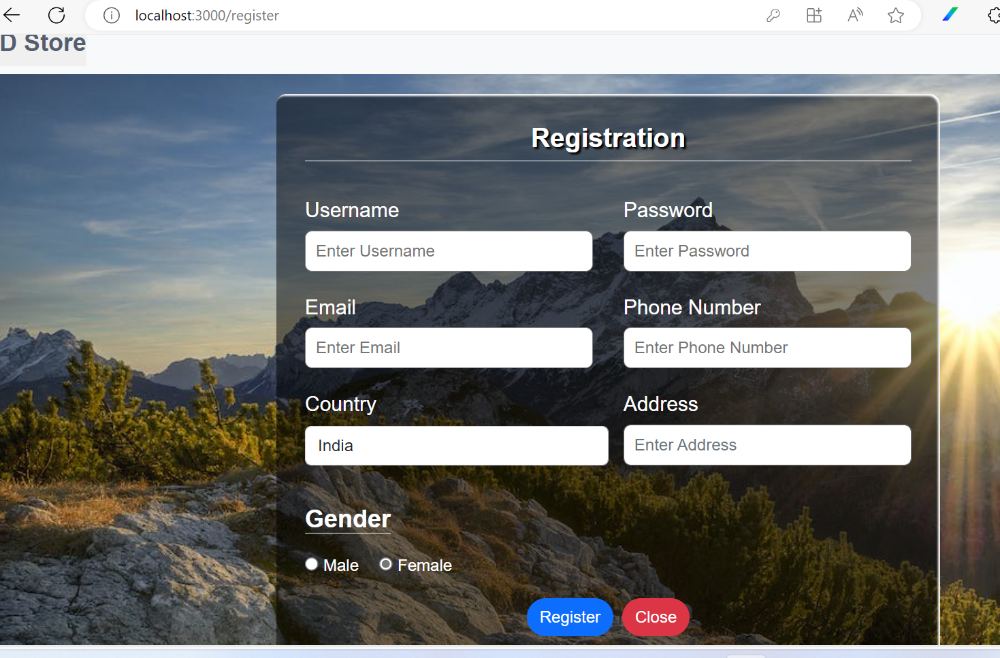 localhost:3000/register
D Store
Registration
Username Password
Enter Username Enter Password
Email Phone Number
Enter Email Enter Phone Number
Country Address
India Enter Address
Gender
Male Female
Register Close